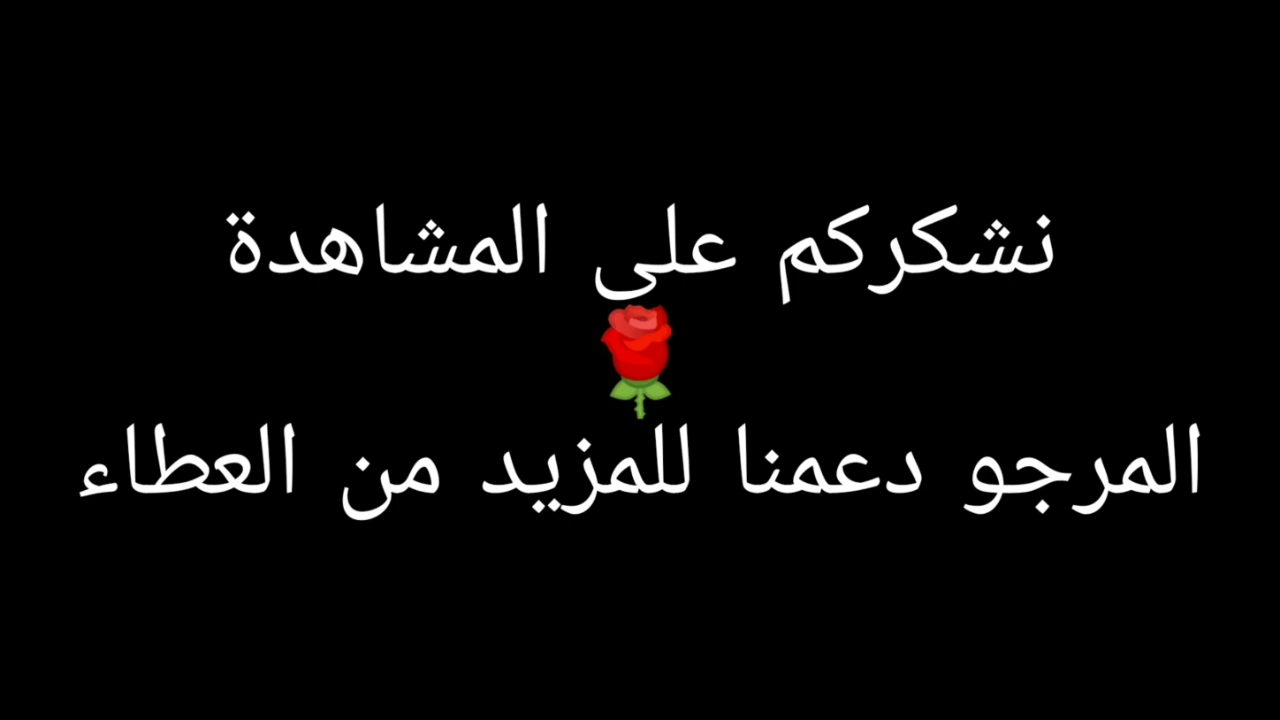 نشكركم على المشاهدة
🌹
المرجو دعمنا للمزيد من العطاء